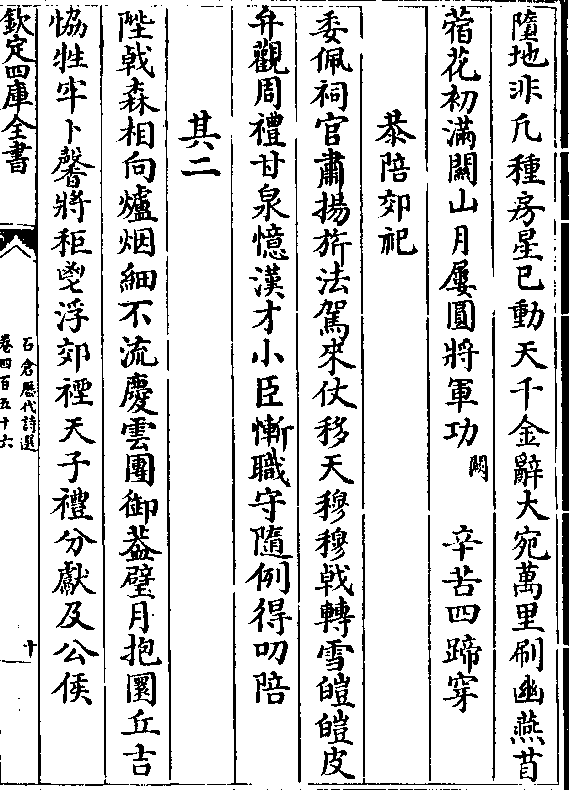 墮地非凡種房星已動天千金辭大宛萬里刷幽燕苜
蓿花初滿關山月屢圓將軍功闕辛苦四蹄穿
恭陪郊祀
委佩祠官肅揚旂法駕來仗移天穆穆㦸轉雪皚皚皮
弁觀周禮甘泉憶漢才小臣慚職守隨例得叨陪
其二
陛㦸森相向爐烟細不流慶雲團御葢璧月抱圜丘吉
恊牲牢卜馨將秬鬯浮郊禋天子禮分獻及公侯
欽定四庫全書
石倉歷代詩選
卷四百五十六
十